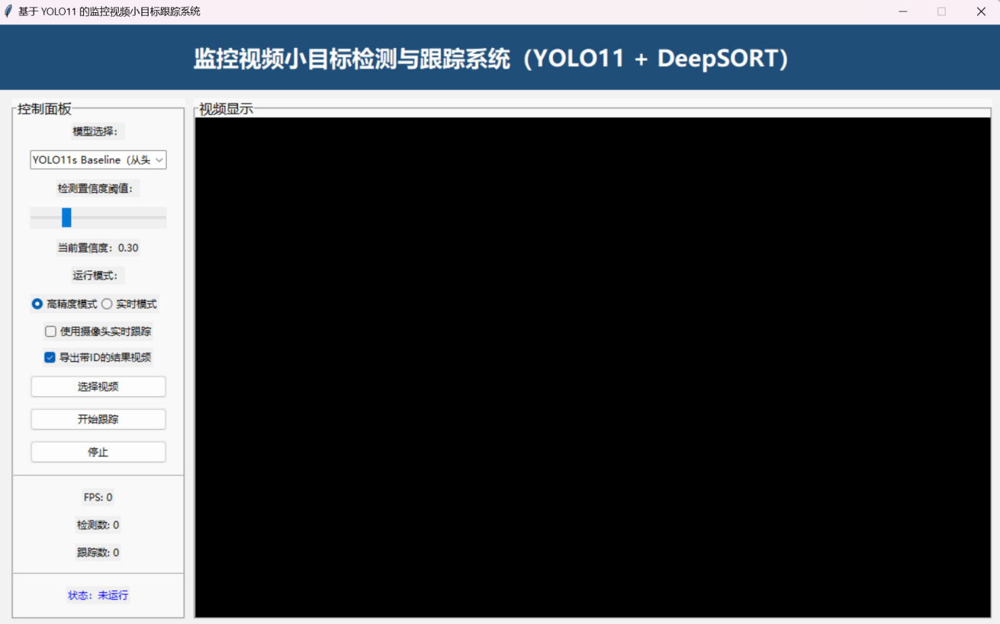 基于 YOLO11 的监控视频小目标跟踪系统
监控视频小目标检测与跟踪系统（YOLO11 + DeepSORT）
控制面板
模型选择：
YOLO11s Baseline（从头
检测置信度阈值：
当前置信度：0.30
运行模式：
高精度模式 实时模式
使用摄像头实时跟踪
导出带ID的结果视频
选择视频
开始跟踪
停止
FPS: 0
检测数: 0
跟踪数: 0
状态：未运行
视频显示